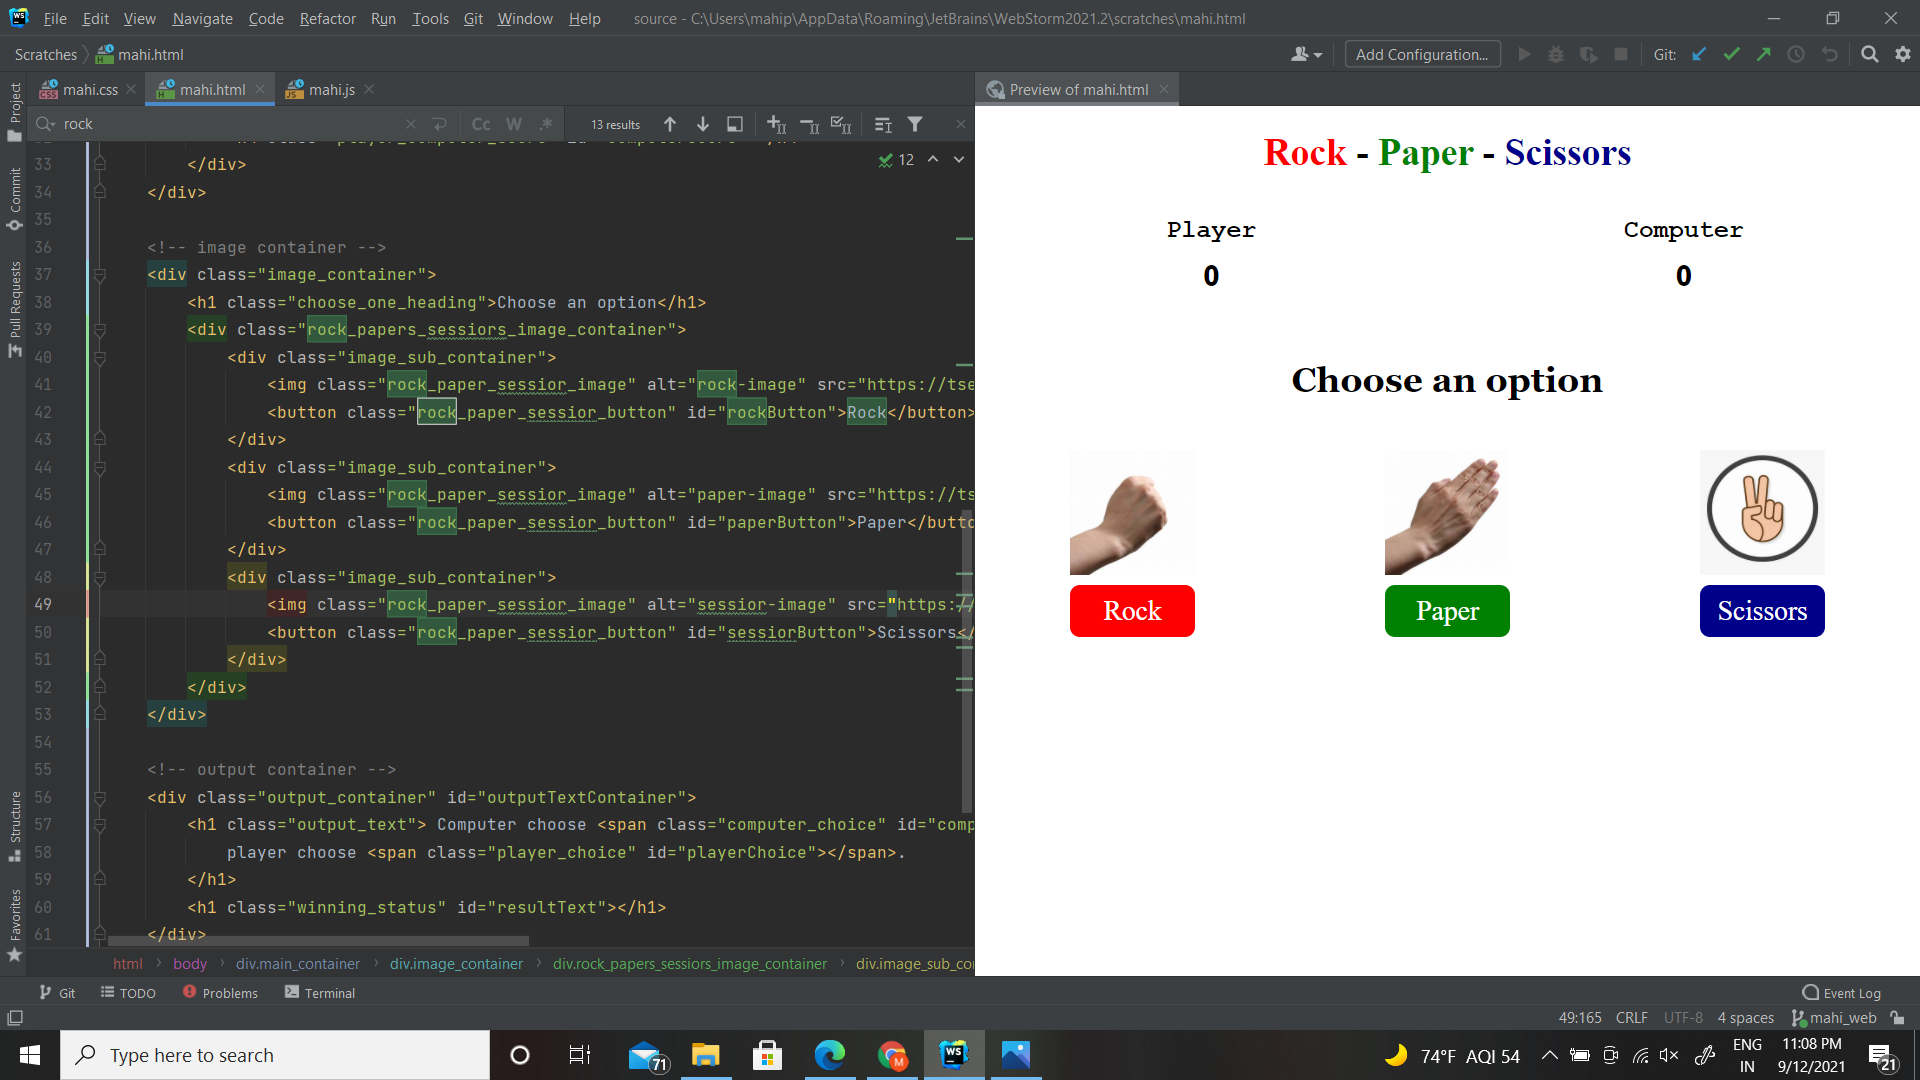 File Edit View Navigate Code Refactor Run Tools Git Window Help source - C:\Users\mahip\AppData\Roaming\JetBrains\WebStorm2021.2\scratches\mahi.html
Scratches mahi.html Add Configuration... Git:
mahi.css mahi.html mahi.js Preview of mahi.html
rock Cc W .* 13 results
12
33 </div>
34 </div>
35
36 <!-- image container -->
37 <div class="image_container">
38 <h1 class="choose_one_heading">Choose an option</h1>
39 <div class="rock_papers_sessiors_image_container">
40 <div class="image_sub_container">
41 <img class="rock_paper_sessior_image" alt="rock-image" src="https://tse
42 <button class="rock_paper_sessior_button" id="rockButton">Rock</button>
43 </div>
44 <div class="image_sub_container">
45 <img class="rock_paper_sessior_image" alt="paper-image" src="https://ts
46 <button class="rock_paper_sessior_button" id="paperButton">Paper</butto
47 </div>
48 <div class="image_sub_container">
49 <img class="rock_paper_sessior_image" alt="sessior-image" src="https://
50 <button class="rock_paper_sessior_button" id="sessiorButton">Scissors</
51 </div>
52 </div>
53 </div>
54
55 <!-- output container -->
56 <div class="output_container" id="outputTextContainer">
57 <h1 class="output_text"> Computer choose <span class="computer_choice" id="comp
58 player choose <span class="player_choice" id="playerChoice"></span>.
59 </h1>
60 <h1 class="winning_status" id="resultText"></h1>
61 </div>
html body div.main_container div.image_container div.rock_papers_sessiors_image_container div.image_sub_co
Project
Commit
Pull Requests
Structure
Favorites
Rock - Paper - Scissors
Player Computer
0 0
Choose an option
Rock Paper Scissors
Git TODO Problems Terminal Event Log
49:165 CRLF UTF-8 4 spaces mahi_web
Type here to search 71 M WS 74°F AQI 54 ENG IN 11:08 PM 9/12/2021 21